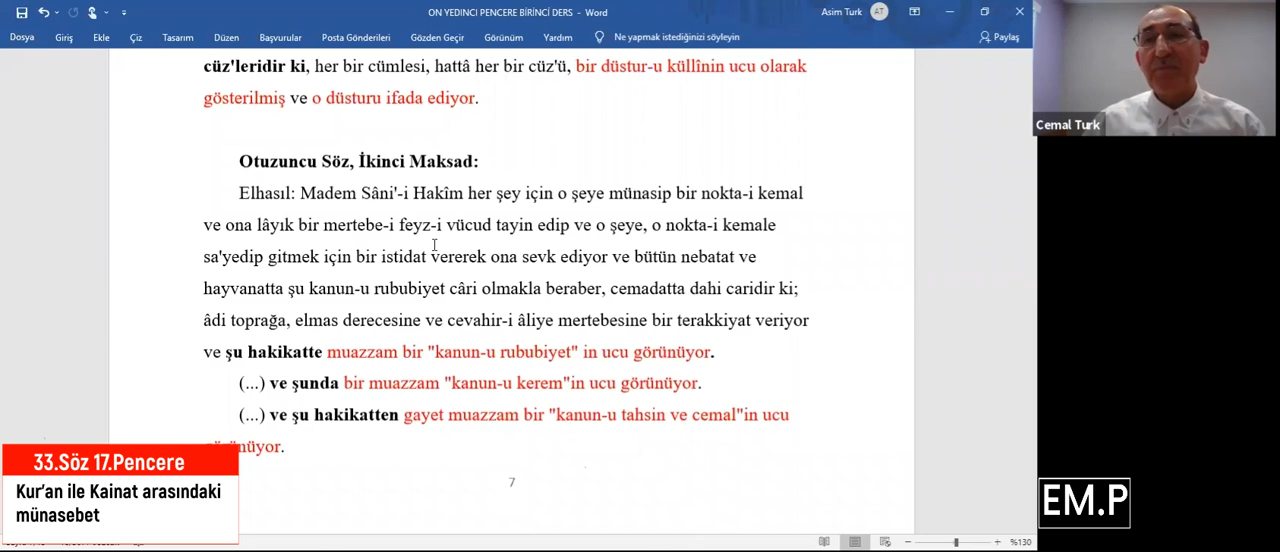 ON YEDINCI PENCERE BİRİNCİ DERS - Word
Asim Turk AT
Dosya Giriş Ekle Çiz Tasarım Düzen Başvurular Posta Gönderileri Gözden Geçir Görünüm Yardım Ne yapmak istediğinizi söyleyin Paylaş
cüz'leridir ki, her bir cümlesi, hattâ her bir cüz'ü, bir düstur-u küllînin ucu olarak
gösterilmiş ve o düsturu ifada ediyor.
Otuzuncu Söz, İkinci Maksad:
Elhasıl: Madem Sâni'-i Hakîm her şey için o şeye münasip bir nokta-i kemal
ve ona lâyık bir mertebe-i feyz-i vücud tayin edip ve o şeye, o nokta-i kemale
sa'yedip gitmek için bir istidat vererek ona sevk ediyor ve bütün nebatat ve
hayvanatta şu kanun-u rububiyet câri olmakla beraber, cemadatta dahi caridir ki;
âdi toprağa, elmas derecesine ve cevahir-i âliye mertebesine bir terakkiyat veriyor
ve şu hakikatte muazzam bir "kanun-u rububiyet" in ucu görünüyor.
(...) ve şunda bir muazzam "kanun-u kerem"in ucu görünüyor.
(...) ve şu hakikatten gayet muazzam bir "kanun-u tahsin ve cemal"in ucu
7
%130
Cemal Turk
33.Söz 17.Pencere
Kur'an ile Kainat arasındaki
münasebet
EM.P